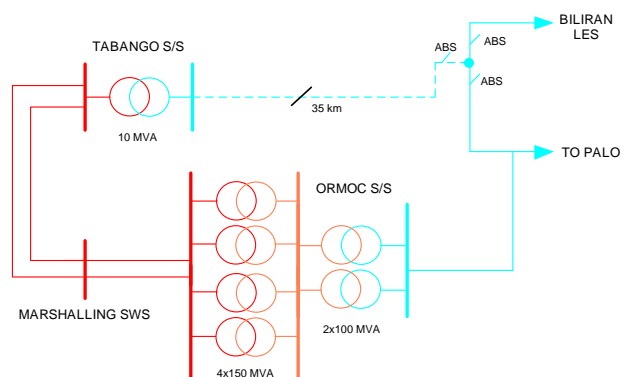 BILIRAN
LES
TABANGO S/S
ABS
ABS
ABS
35 km
10 MVA
TO PALO
ORMOC S/S
MARSHALLING SWS
2x100 MVA
4x150 MVA